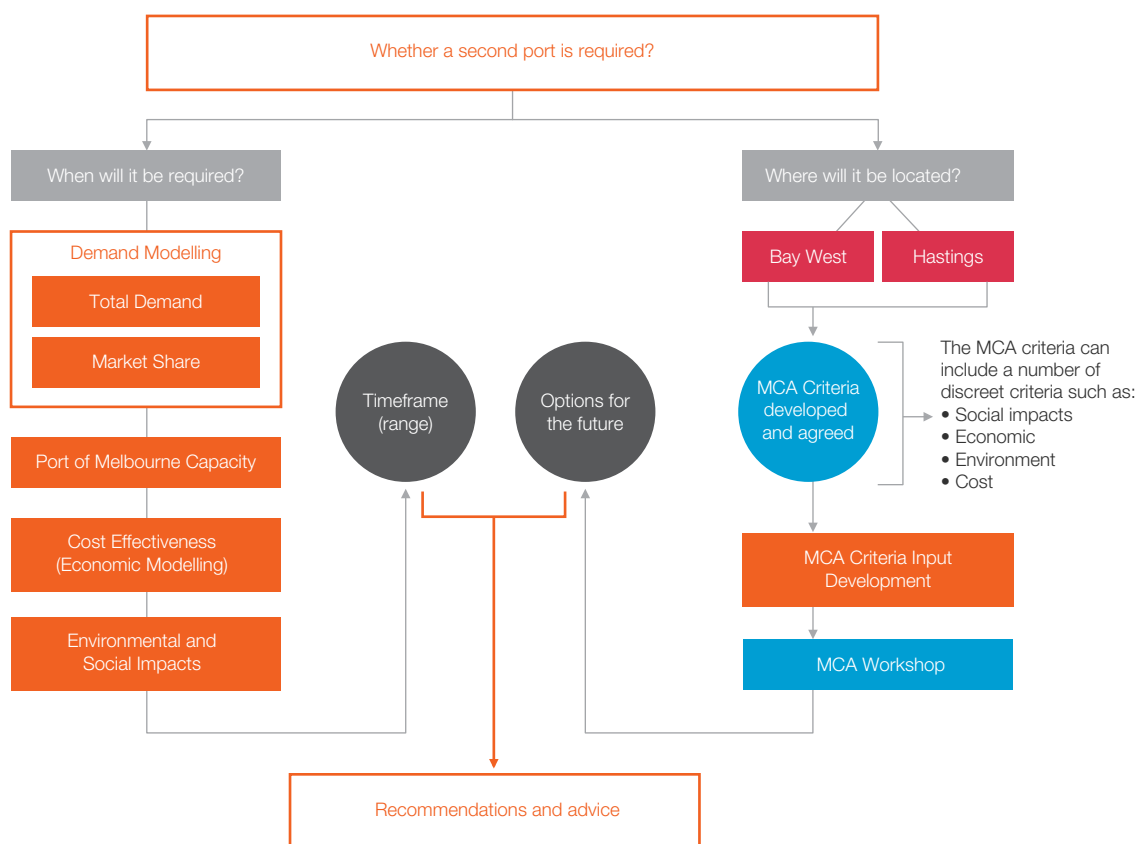 Whether a second port is required?
When will it be required?
Where will it be located?
Demand Modelling
Total Demand
Market Share
Port of Melbourne Capacity
Cost Effectiveness
(Economic Modelling)
Environmental and
Social Impacts
Timeframe
(range)
Options for
the future
Bay West
Hastings
MCA Criteria
developed
and agreed
The MCA criteria can
include a number of
discreet criteria such as:
• Social impacts
• Economic
• Environment
• Cost
MCA Criteria Input
Development
MCA Workshop
Recommendations and advice